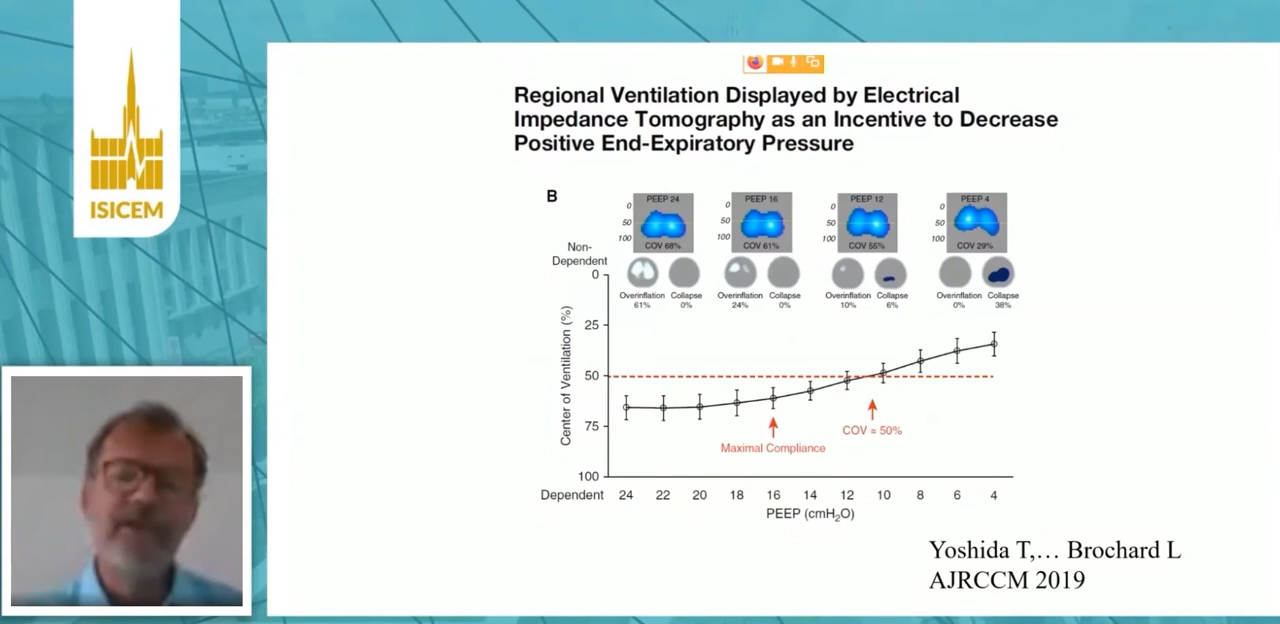 ISICEM
Regional Ventilation Displayed by Electrical
Impedance Tomography as an Incentive to Decrease
Positive End-Expiratory Pressure
B
PEEP 24
0
50
100
COV 68%
PEEP 16
0
50
100
COV 61%
PEEP 12
0
50
100
COV 55%
PEEP 4
0
50
100
COV 29%
Overinflation Collapse
61% 0%
Overinflation Collapse
24% 0%
Overinflation Collapse
10% 6%
Overinflation Collapse
0% 38%
Non-
Dependent
0
25
50
75
100
Center of Ventilation (%)
Maximal Compliance
COV ≈ 50%
Dependent 24 22 20 18 16 14 12 10 8 6 4
PEEP (cmH₂O)
Yoshida T,... Brochard L
AJRCCM 2019